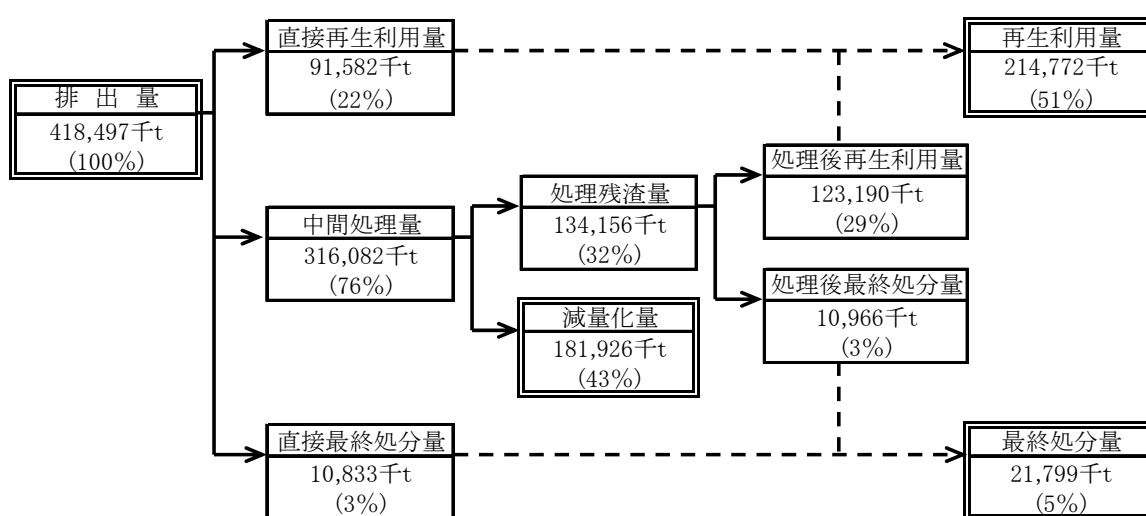 排 出 量
418,497千t
(100%)
直接再生利用量
91,582千t
(22%)
中間処理量
316,082千t
(76%)
直接最終処分量
10,833千t
(3%)
処理残渣量
134,156千t
(32%)
減量化量
181,926千t
(43%)
処理後再生利用量
123,190千t
(29%)
処理後最終処分量
10,966千t
(3%)
再生利用量
214,772千t
(51%)
最終処分量
21,799千t
(5%)